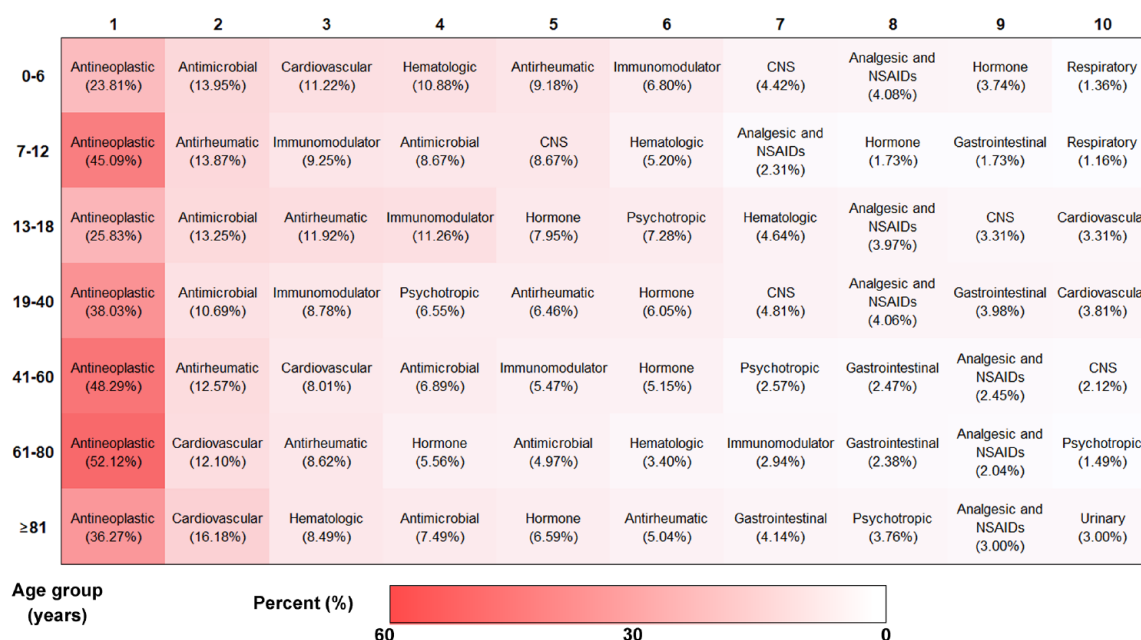 1 2 3 4 5 6 7 8 9 10
0-6
Antineoplastic
(23.81%)
Antimicrobial
(13.95%)
Cardiovascular
(11.22%)
Hematologic
(10.88%)
Antirheumatic
(9.18%)
Immunomodulator
(6.80%)
CNS
(4.42%)
Analgesic and
NSAIDs
(4.08%)
Hormone
(3.74%)
Respiratory
(1.36%)
7-12
Antineoplastic
(45.09%)
Antirheumatic
(13.87%)
Immunomodulator
(9.25%)
Antimicrobial
(8.67%)
CNS
(8.67%)
Hematologic
(5.20%)
Analgesic and
NSAIDs
(2.31%)
Hormone
(1.73%)
Gastrointestinal
(1.73%)
Respiratory
(1.16%)
13-18
Antineoplastic
(25.83%)
Antimicrobial
(13.25%)
Antirheumatic
(11.92%)
Immunomodulator
(11.26%)
Hormone
(7.95%)
Psychotropic
(7.28%)
Hematologic
(4.64%)
Analgesic and
NSAIDs
(3.97%)
CNS
(3.31%)
Cardiovascular
(3.31%)
19-40
Antineoplastic
(38.03%)
Antimicrobial
(10.69%)
Immunomodulator
(8.78%)
Psychotropic
(6.55%)
Antirheumatic
(6.46%)
Hormone
(6.05%)
CNS
(4.81%)
Analgesic and
NSAIDs
(4.06%)
Gastrointestinal
(3.98%)
Cardiovascular
(3.81%)
41-60
Antineoplastic
(48.29%)
Antirheumatic
(12.57%)
Cardiovascular
(8.01%)
Antimicrobial
(6.89%)
Immunomodulator
(5.47%)
Hormone
(5.15%)
Psychotropic
(2.57%)
Gastrointestinal
(2.47%)
Analgesic and
NSAIDs
(2.45%)
CNS
(2.12%)
61-80
Antineoplastic
(52.12%)
Cardiovascular
(12.10%)
Antirheumatic
(8.62%)
Hormone
(5.56%)
Antimicrobial
(4.97%)
Hematologic
(3.40%)
Immunomodulator
(2.94%)
Gastrointestinal
(2.38%)
Analgesic and
NSAIDs
(2.04%)
Psychotropic
(1.49%)
≥81
Antineoplastic
(36.27%)
Cardiovascular
(16.18%)
Hematologic
(8.49%)
Antimicrobial
(7.49%)
Hormone
(6.59%)
Antirheumatic
(5.04%)
Gastrointestinal
(4.14%)
Psychotropic
(3.76%)
Analgesic and
NSAIDs
(3.00%)
Urinary
(3.00%)
Age group
(years)
Percent (%)
60 30 0